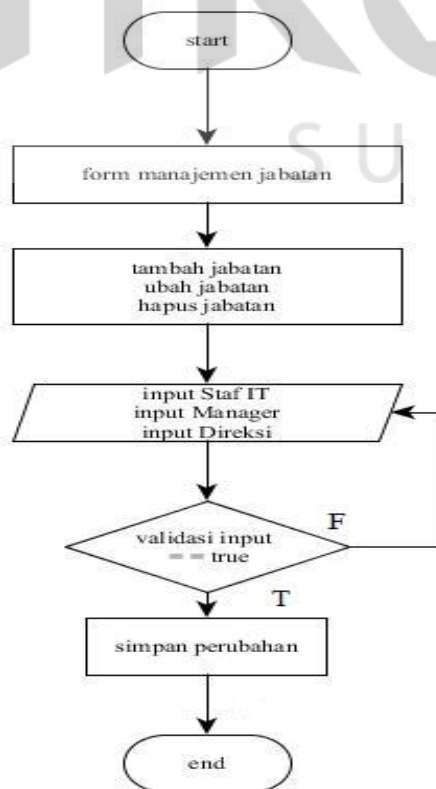 start
S U
form manajemen jabatan
tambah jabatan
ubah jabatan
hapus jabatan
input Staf IT
input Manager
input Direksi
F
validasi input
== true
T
simpan perubahan
end